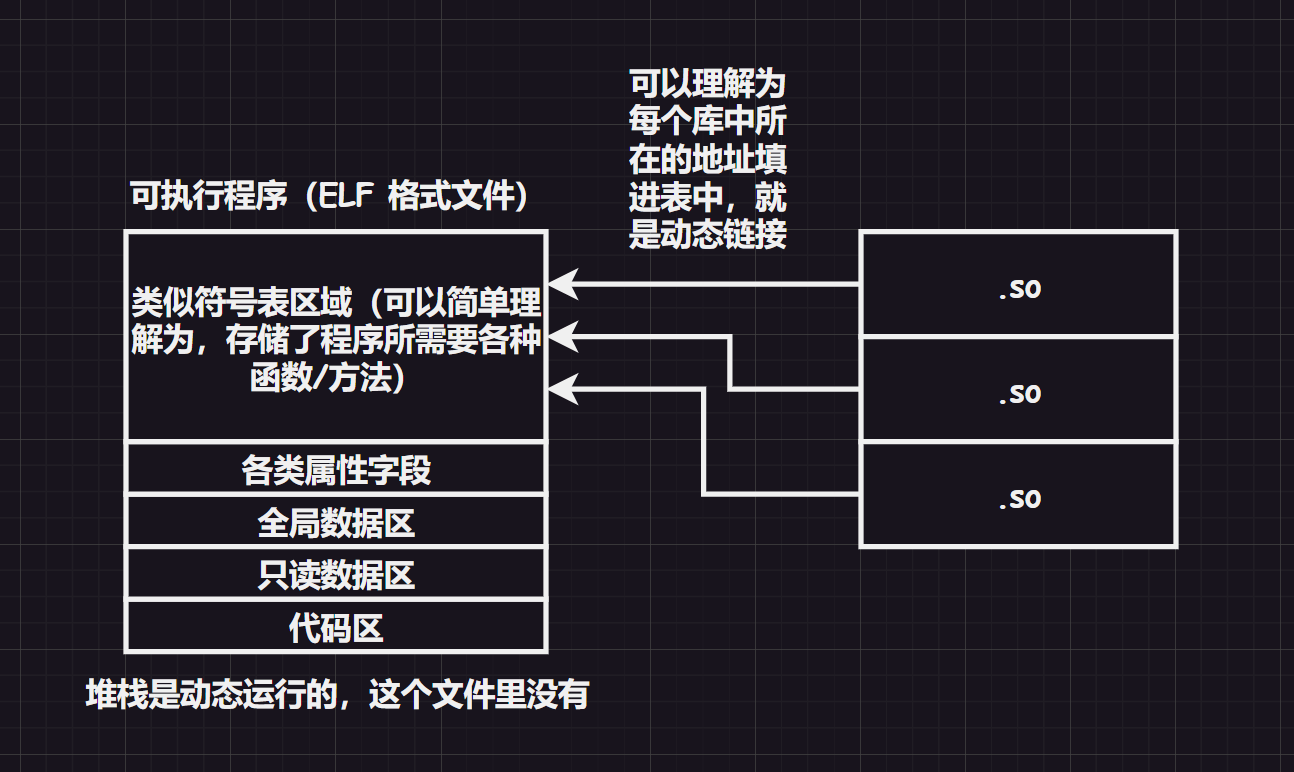 可以理解为
每个库中所
在的地址填
进表中，就
是动态链接
可执行程序（ELF 格式文件）
类似符号表区域（可以简单理
解为，存储了程序所需要各种
函数/方法）
各类属性字段
全局数据区
只读数据区
代码区
堆栈是动态运行的，这个文件里没有
.so
.so
.so